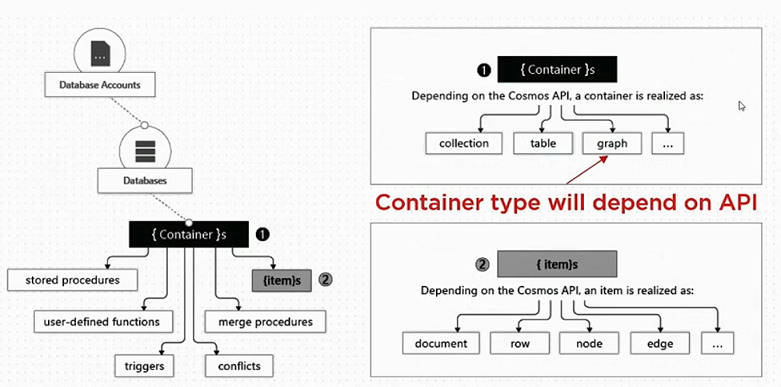 ...
Database Accounts
Databases
{ Container }s 1
stored procedures
{item}s 2
user-defined functions
merge procedures
triggers
conflicts
1 { Container }s
Depending on the Cosmos API, a container is realized as:
collection
table
graph
...
Container type will depend on API
2 { item}s
Depending on the Cosmos API, an item is realized as:
document
row
node
edge
...